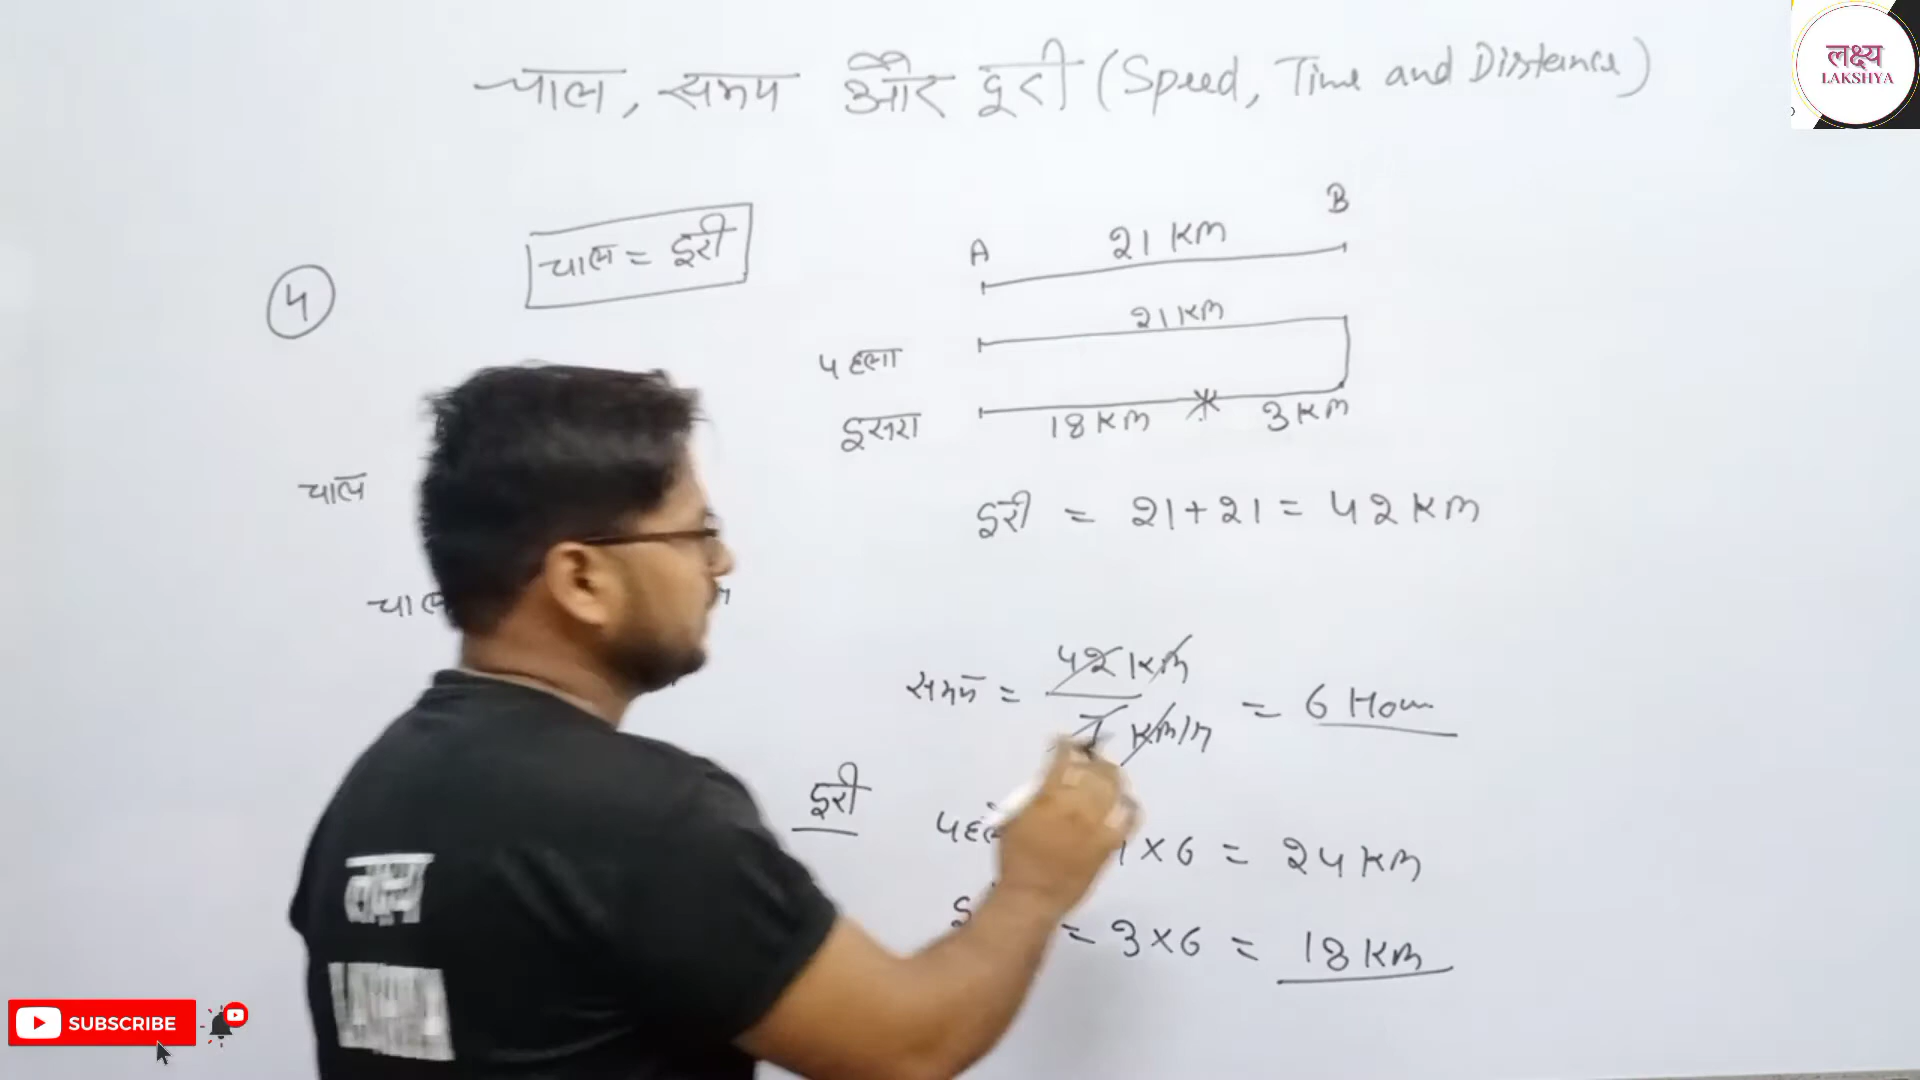 चाल, समय और दूरी (Speed, Time and Distance)
लक्ष्य
LAKSHYA
4
चाल = दूरी
A 21 Km B
पहला 21 Km
दूसरा 18 Km 3 Km
चाल
दूरी = 21 + 21 = 42 Km
चाल
समय = 42 Km = 6 Hour
7 Km/h
दूरी
× 6 = 24 Km
= 3 × 6 = 18 Km
SUBSCRIBE